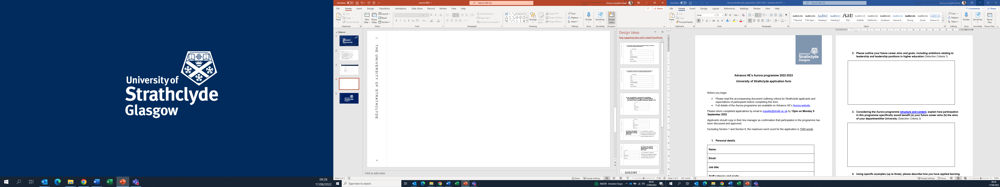 University of
Strathclyde
Glasgow
09:28
17/08/2022
AutoSave Off
aurora 2022
Search (Alt+Q)
Emma Compton-Daw
File Home Insert Design Transitions Animations Slide Show Record Review View Help
Share
Paste
Cut
Copy
Format Painter
Clipboard
New Slide
Reuse Slides
Layout
Reset
Section
Slides
Font
Text Direction
Align Text
Convert to SmartArt
Paragraph
Arrange
Quick Styles
Shape Fill
Shape Outline
Shape Effects
Drawing
Find
Replace
Select
Editing
Dictate
Voice
Sensitivity
Sensitivity
Design Ideas
Designer
Balance
1
2
3
4
5
THE UNIVERSITY OF STRATHCLYDE
4
Click to add notes
Design Ideas
Stop suggesting ideas until I restart PowerPoint.
CLICK TO EDIT MASTER TITLE STYLE
CLICK TO EDIT MASTER TITLE STYLE
Slide 4 of 5
Notes
Display Settings
110%
Type here to search
AMZN Investor buys
09:28
17/08/2022
AutoSave Off
Aurora_Strathclyde_application_2022-2023 • Saved to this PC
Search (Alt+Q)
Emma Compton-Daw
File Home Insert Design Layout References Mailings Review View Help
Comments
Share
Paste
Cut
Copy
Format Painter
Clipboard
Arial
11
Font
Paragraph
¶ Normal
¶ No Spac...
Heading 1
Heading 2
Title
Subtitle
Subtle Em...
Emphasis
Intense E...
Strong
Quote
Intense Q...
Styles
Find
Replace
Select
Editing
Dictate
Voice
Sensitivity
Sensitivity
Reuse Files
Reuse Files
University of
Strathclyde
Glasgow
Advance HE's Aurora programme 2022-2023
University of Strathclyde application form
Before you begin:
• Please read the accompanying document outlining criteria for Strathclyde applicants and
expectations of participants before completing this form.
• Full details of the Aurora programme are available on Advance HE's Aurora website.
Please return completed applications by email to equality@strath.ac.uk by 12pm on Monday 5
September 2022.
Applicants should copy in their line manager as confirmation that participation in the programme has
been discussed and approved.
Excluding Section 1 and Section 6, the maximum word count for the application is 1500 words.
1. Personal details
Name:
Email:
Job title:
Staff category and grade:
2. Please outline your future career aims and goals, including ambitions relating to
leadership and leadership positions in higher education (Selection Criteria 1)
3. Considering the Aurora programme structure and content, explain how participation
in this programme specifically would benefit (a) your future career aims (b) the aims
of your department/the University (Selection Criteria 3)
4. Using specific examples (up to three), please describe how you have applied learning
Page 2 of 4
481 words
Display Settings
Focus
100%
09:28
17/08/2022